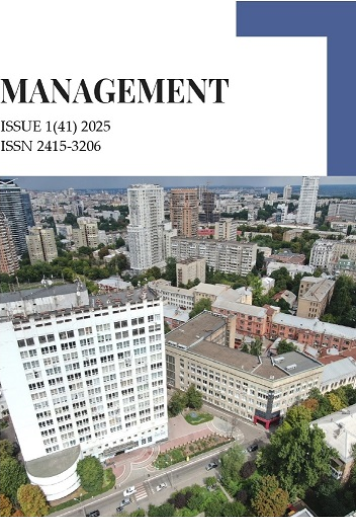 MANAGEMENT
ISSUE 1(41) 2025
ISSN 2415-3206